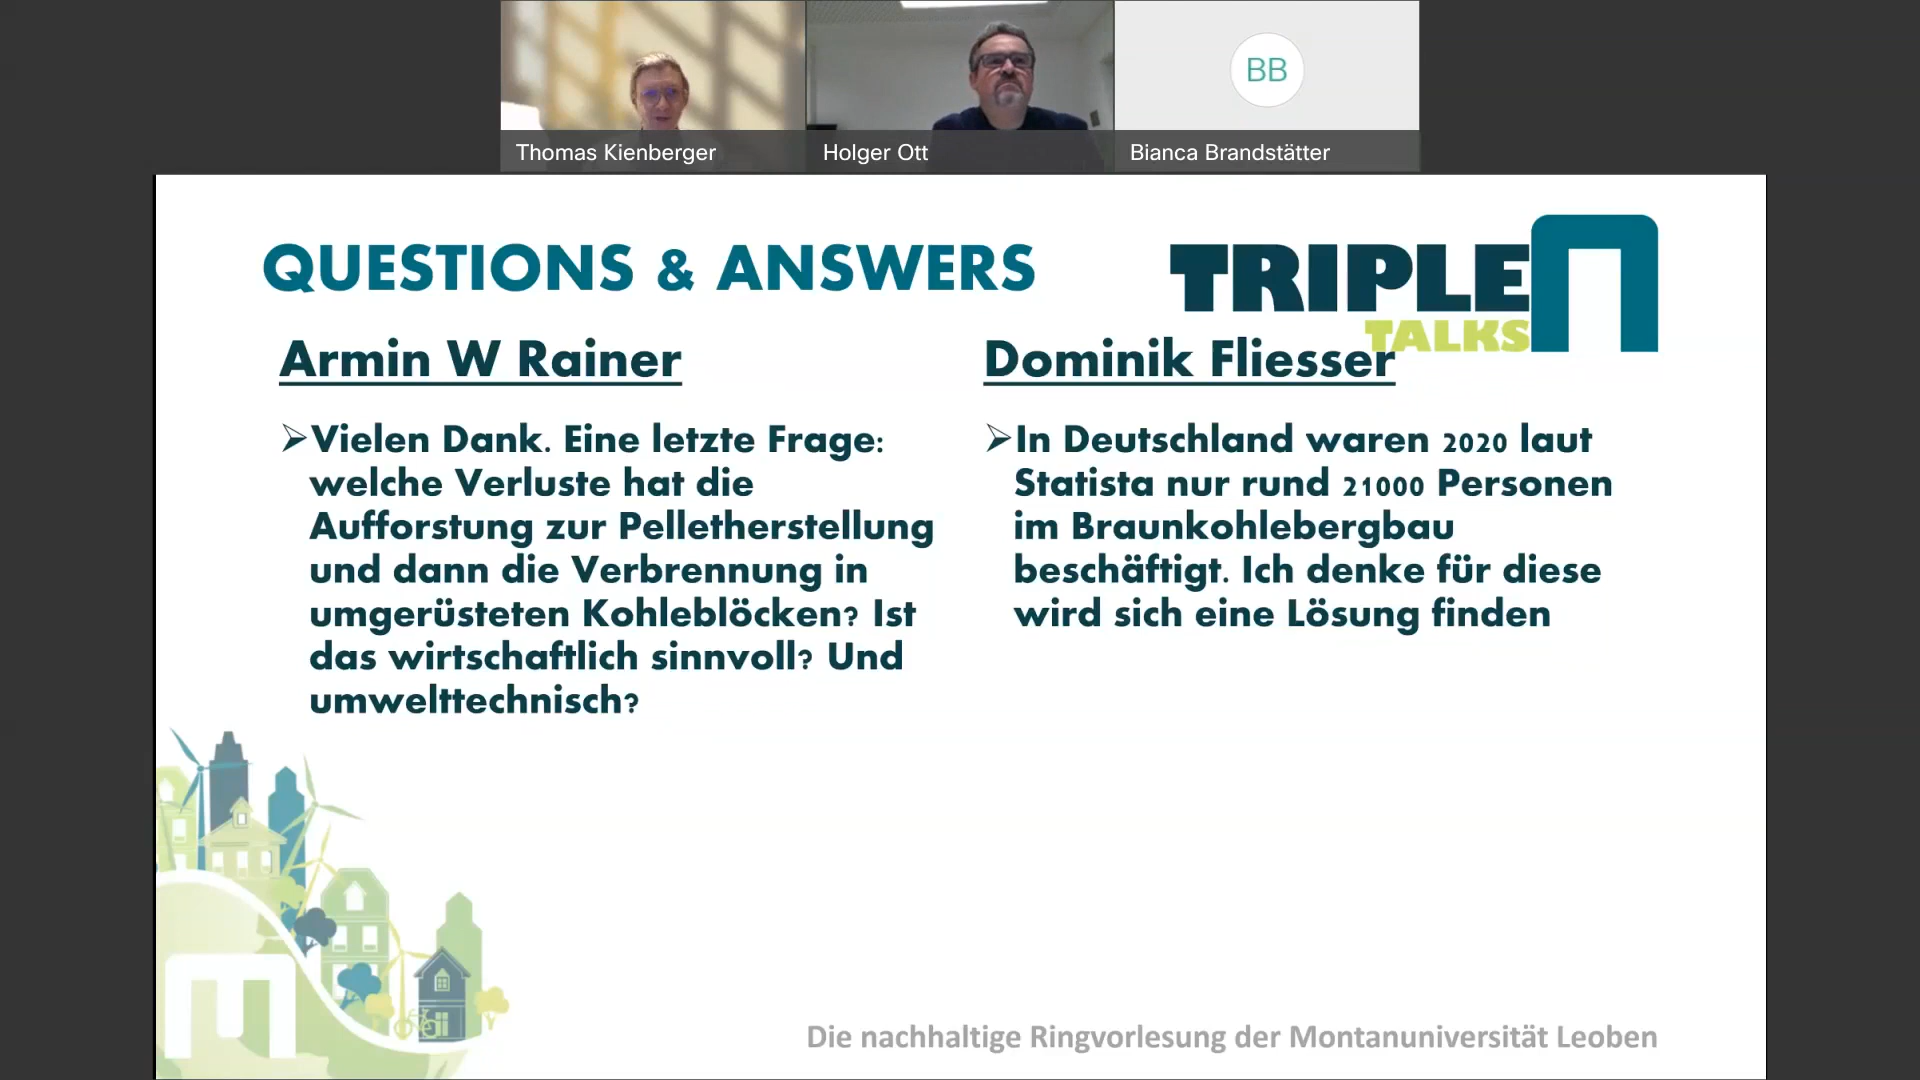 BB
Thomas Kienberger
Holger Ott
Bianca Brandstätter
QUESTIONS & ANSWERS
TRIPLE
TALKS
Armin W Rainer
➢Vielen Dank. Eine letzte Frage:
welche Verluste hat die
Aufforstung zur Pelletherstellung
und dann die Verbrennung in
umgerüsteten Kohleblöcken? Ist
das wirtschaftlich sinnvoll? Und
umwelttechnisch?
Dominik Fliesser
➢In Deutschland waren 2020 laut
Statista nur rund 21000 Personen
im Braunkohlebergbau
beschäftigt. Ich denke für diese
wird sich eine Lösung finden
Die nachhaltige Ringvorlesung der Montanuniversität Leoben